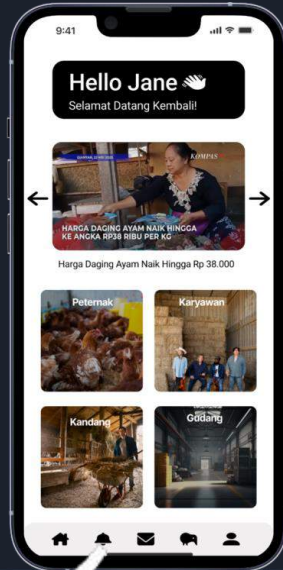 9:41
Hello Jane 👋
Selamat Datang Kembali!
KOMPAS
HARGA DAGING AYAM NAIK HINGGA
KE ANGKA RP38 RIBU PER KG
Harga Daging Ayam Naik Hingga Rp 38.000
Peternak
Karyawan
Kandang
Gudang